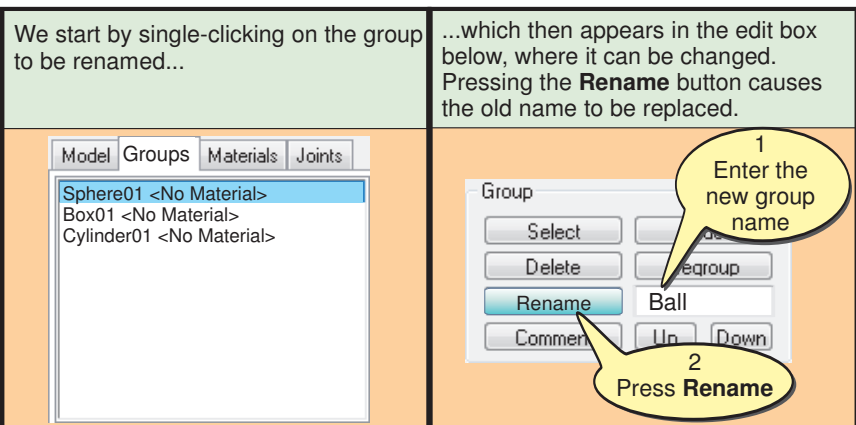 We start by single-clicking on the group
to be renamed...
...which then appears in the edit box
below, where it can be changed.
Pressing the Rename button causes
the old name to be replaced.
Model Groups Materials Joints
Sphere01 <No Material>
Box01 <No Material>
Cylinder01 <No Material>
1
Enter the
new group
name
Group
Select
Delete
Rename Ball
Up Down
2
Press Rename